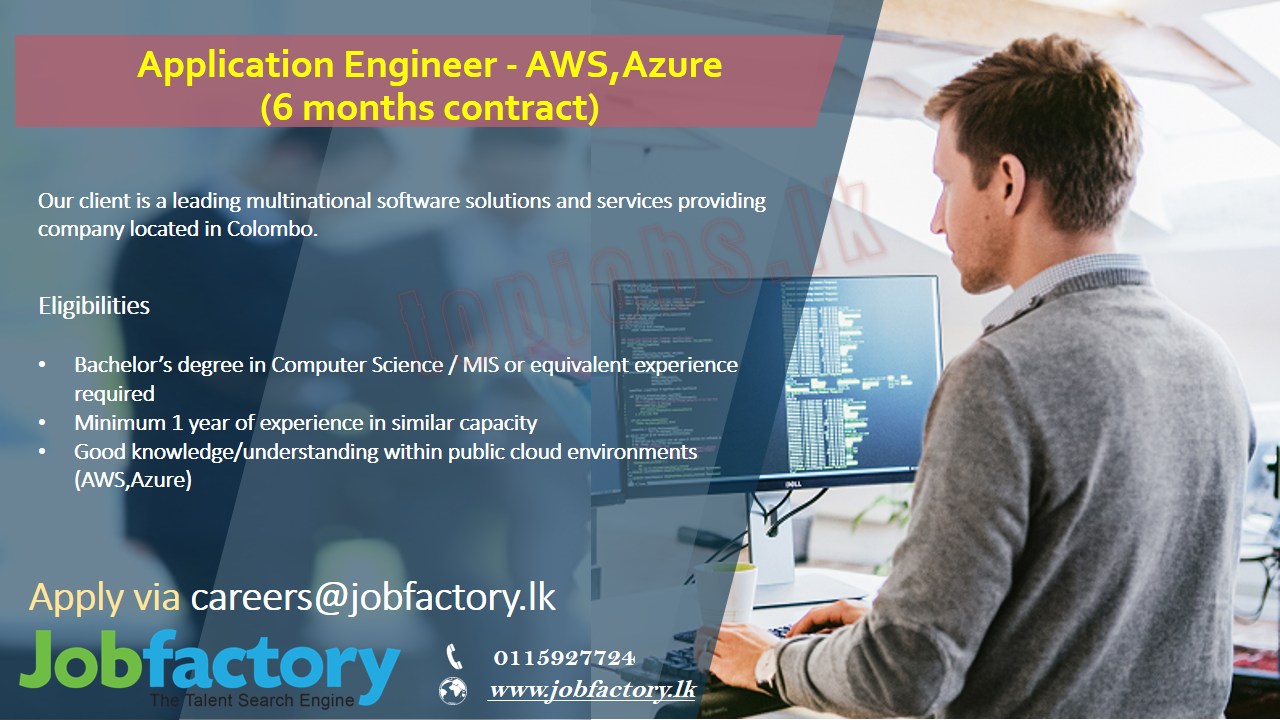 Application Engineer - AWS,Azure
(6 months contract)
topjobs.lk
Our client is a leading multinational software solutions and services providing
company located in Colombo.
Eligibilities
• Bachelor's degree in Computer Science / MIS or equivalent experience
required
• Minimum 1 year of experience in similar capacity
• Good knowledge/understanding within public cloud environments
(AWS,Azure)
DELL
Apply via careers@jobfactory.lk
Jobfactory
The Talent Search Engine
0115927724
www.jobfactory.lk